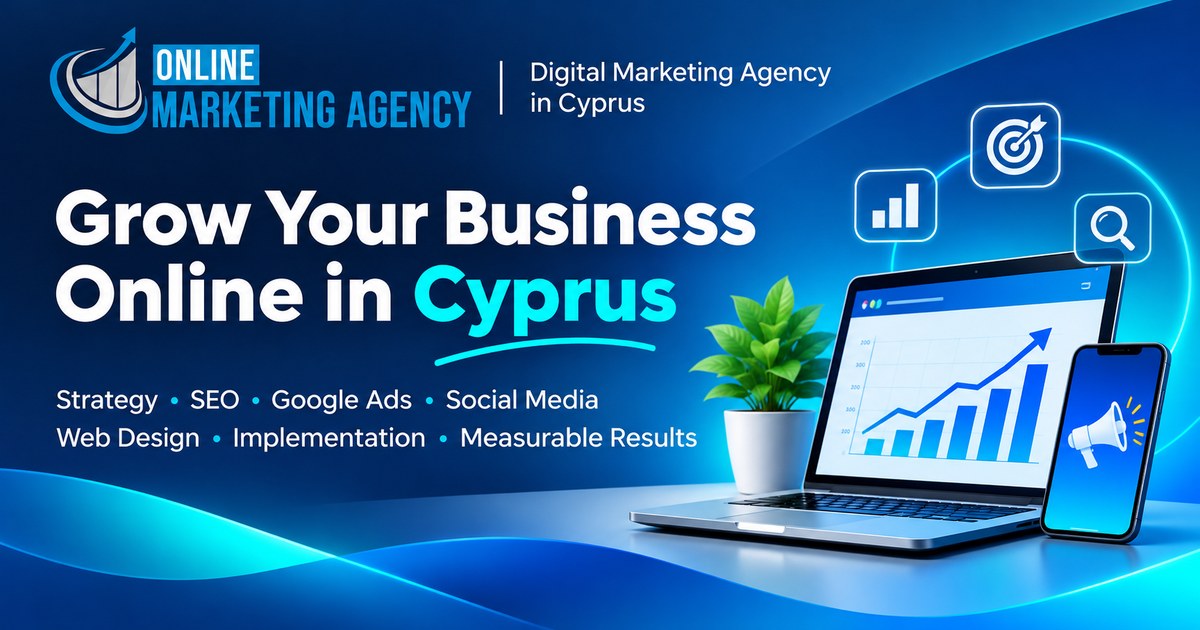 ONLINE
MARKETING AGENCY
Digital Marketing Agency
in Cyprus
Grow Your Business
Online in Cyprus
Strategy • SEO • Google Ads • Social Media
Web Design • Implementation • Measurable Results